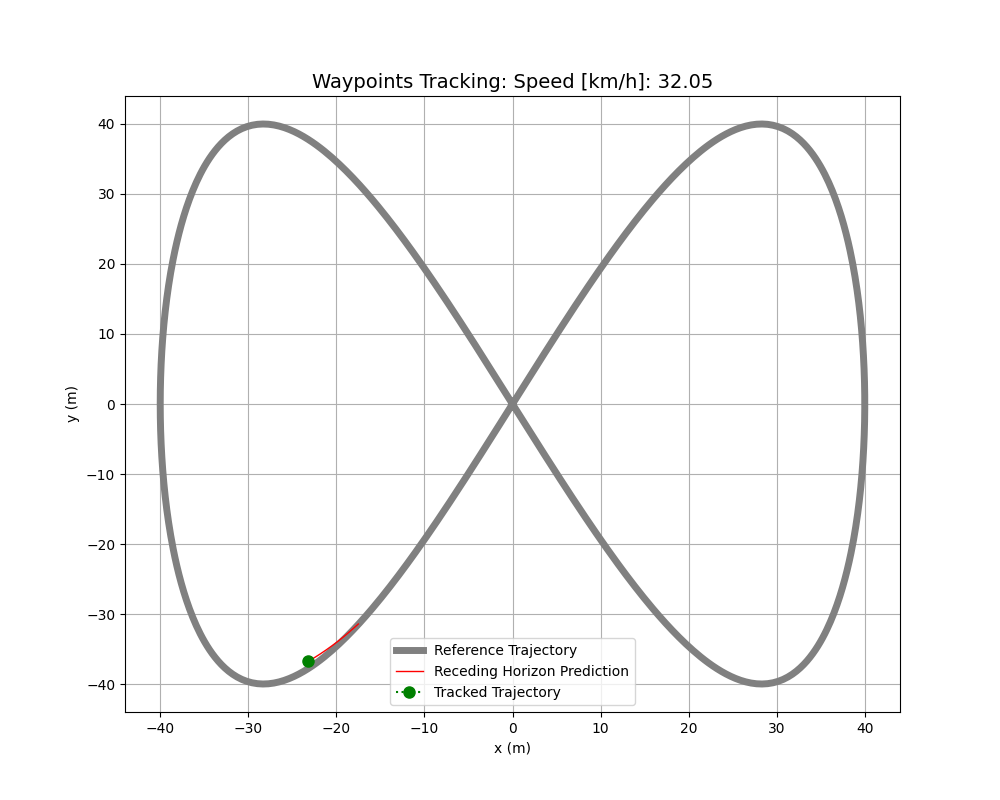 Waypoints Tracking: Speed [km/h]: 32.05
40
30
20
10
0
−10
−20
−30
−40
y (m)
Reference Trajectory
Receding Horizon Prediction
Tracked Trajectory
−40 −30 −20 −10 0 10 20 30 40
x (m)